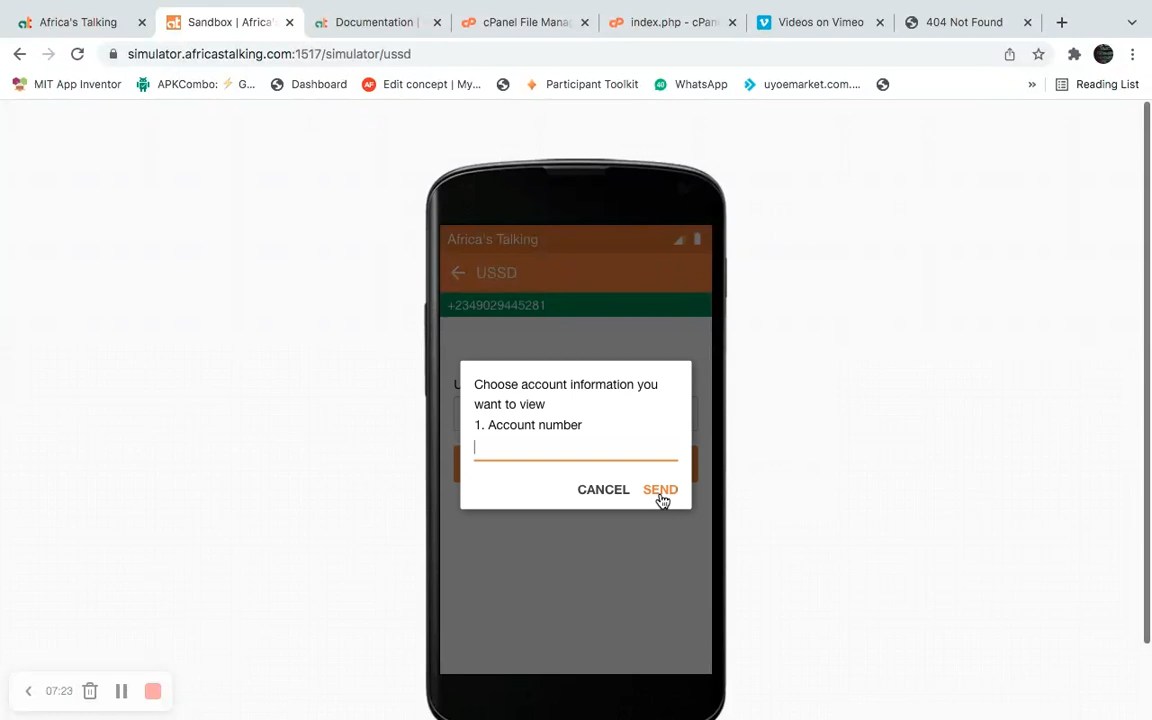 Africa's Talking
Sandbox | Africa'
Documentation |
cPanel File Mana
index.php - cPan
Videos on Vimeo
404 Not Found
simulator.africastalking.com:1517/simulator/ussd
MIT App Inventor
APKCombo: ⚡ G...
Dashboard
Edit concept | My...
Participant Toolkit
WhatsApp
uyoemarket.com....
»
Reading List
Africa's Talking
USSD
+2349029445281
U
Choose account information you
want to view
1. Account number
CANCEL
SEND
07:23